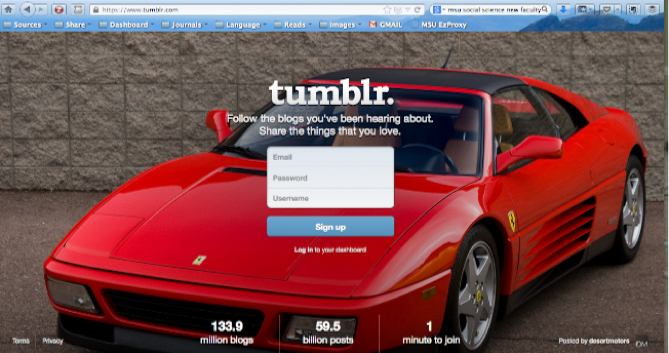 https://www.tumblr.com
msu social science new faculty
Sources Share Dashboard Journals Language Reads Images GMAIL MSU EzProxy
tumblr.
Follow the blogs you've been hearing about.
Share the things that you love.
Email
Password
Username
Sign up
Log in to your dashboard
133.9
million blogs
59.5
billion posts
1
minute to join
Terms Privacy
Posted by desertmotors